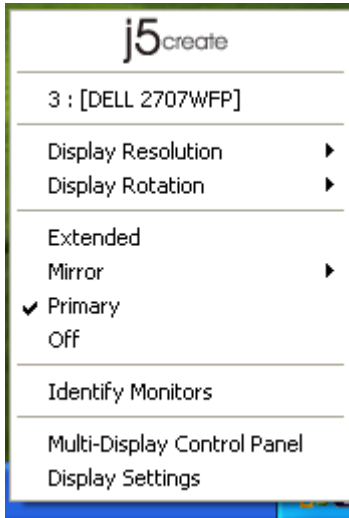 j5create
3 : [DELL 2707WFP]
Display Resolution
Display Rotation
Extended
Mirror
Primary
Off
Identify Monitors
Multi-Display Control Panel
Display Settings